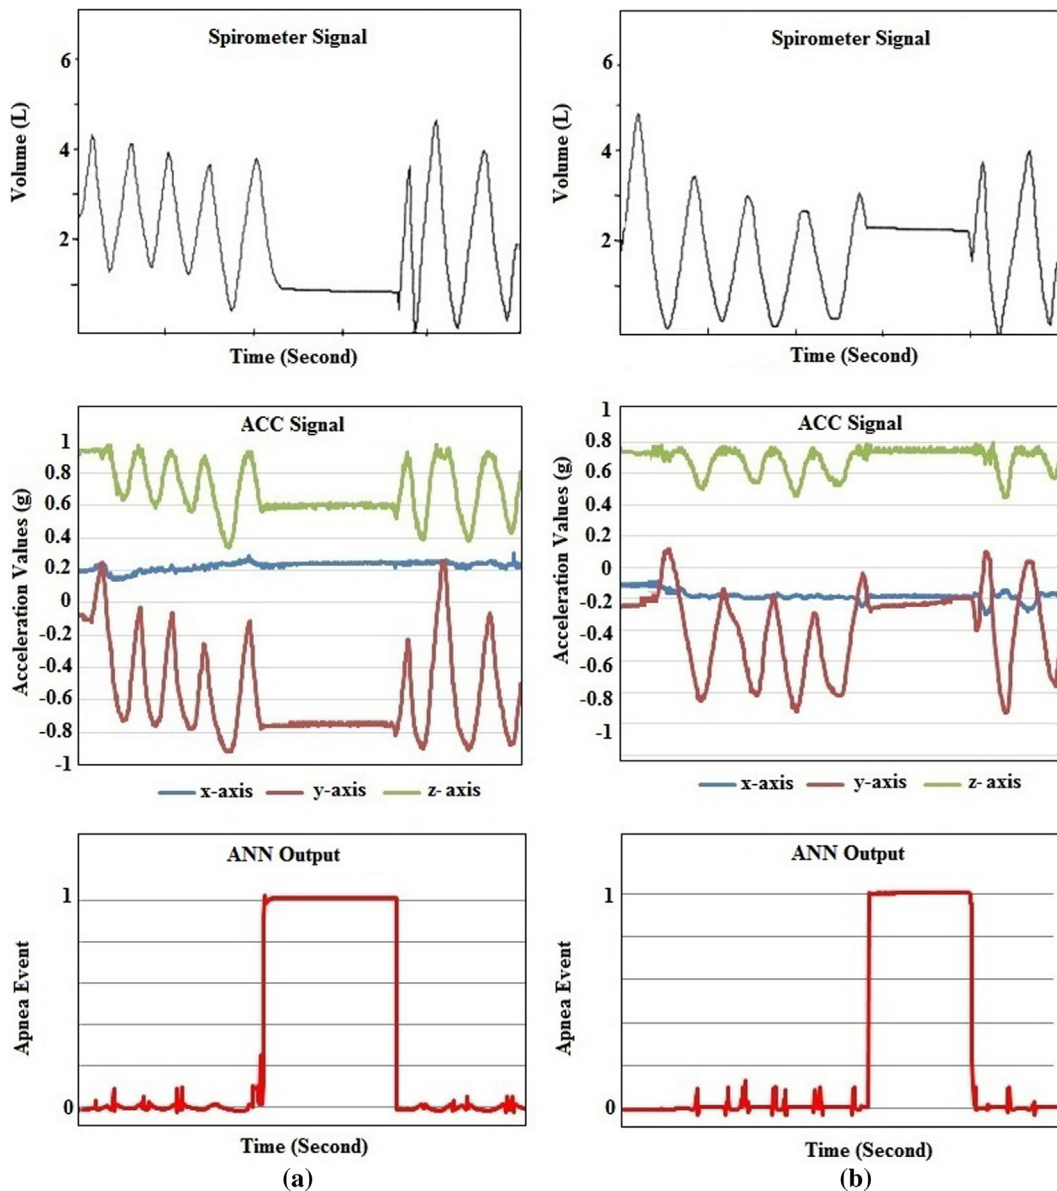 Spirometer Signal
6
4
2
Volume (L)
Time (Second)
ACC Signal
1
0.8
0.6
0.4
0.2
0
-0.2
-0.4
-0.6
-0.8
-1
Acceleration Values (g)
x-axis y-axis z- axis
ANN Output
1
0
Apnea Event
Time (Second)
(a)
Spirometer Signal
6
4
2
Volume (L)
Time (Second)
ACC Signal
1
0.8
0.6
0.4
0.2
0
-0.2
-0.4
-0.6
-0.8
-1
Acceleration Values (g)
x-axis y-axis z- axis
ANN Output
1
0
Apnea Event
Time (Second)
(b)